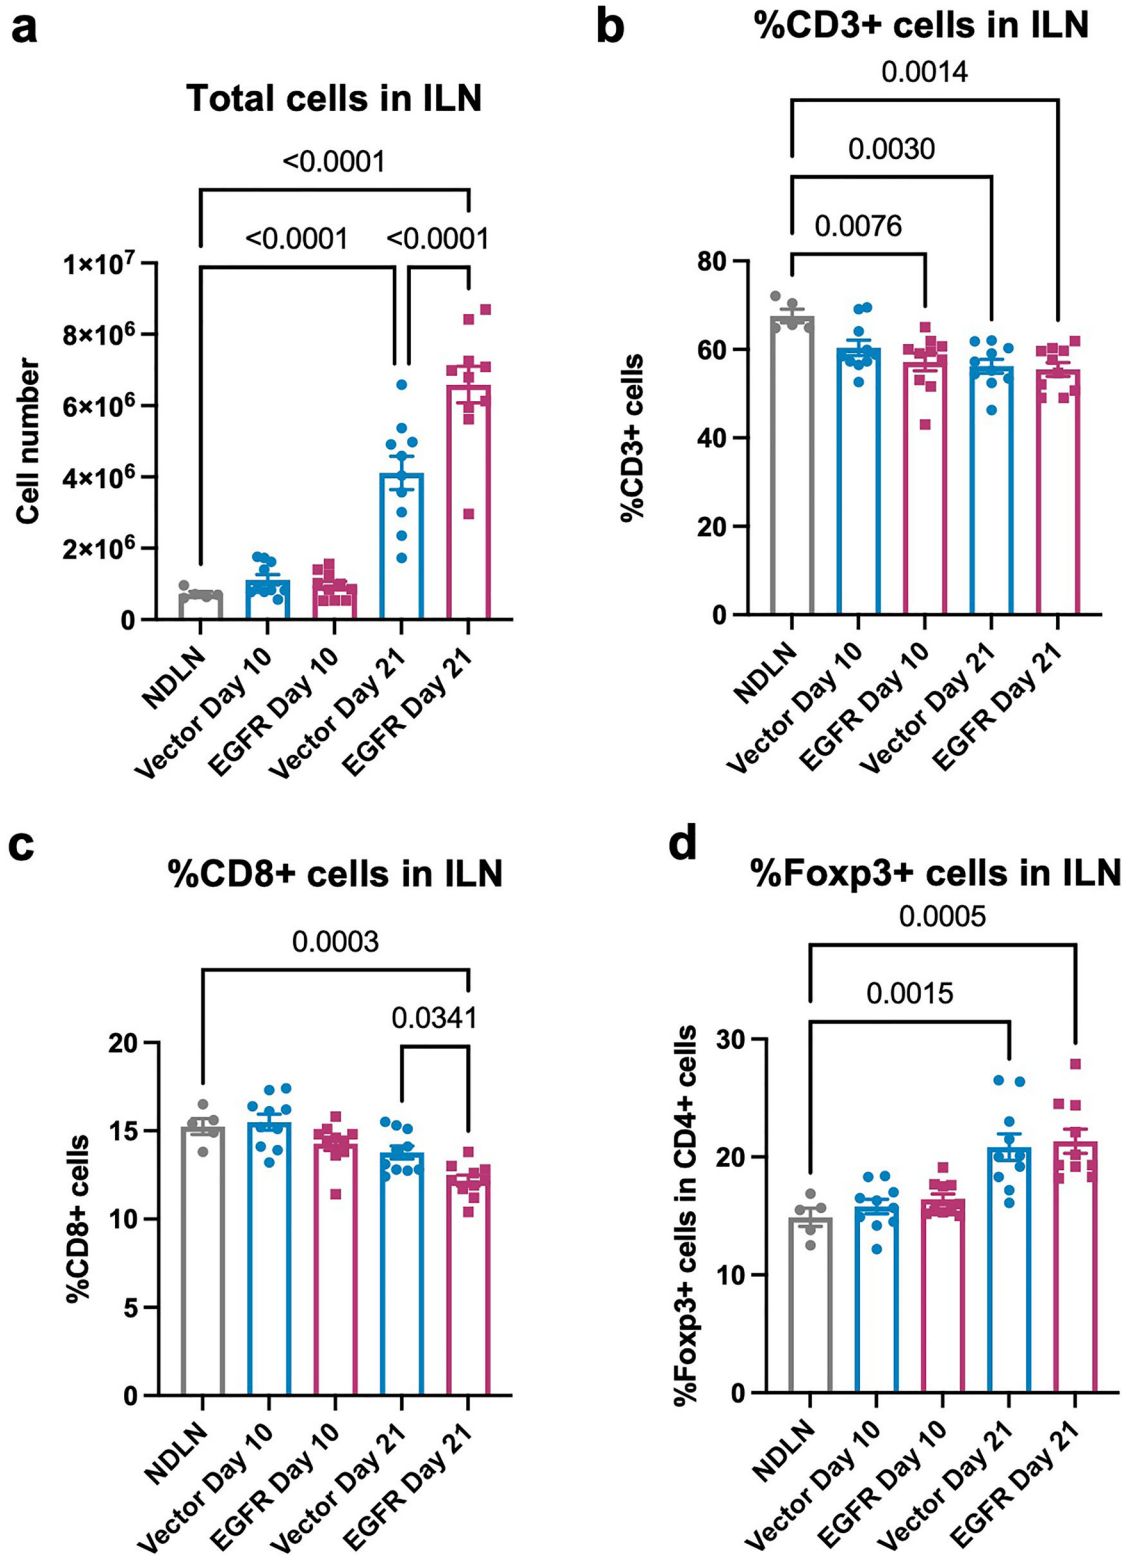 a
Total cells in ILN
<0.0001
<0.0001
<0.0001
Cell number
1×10⁷
8×10⁶
6×10⁶
4×10⁶
2×10⁶
0
NDLN
Vector Day 10
EGFR Day 10
Vector Day 21
EGFR Day 21
b
%CD3+ cells in ILN
0.0014
0.0030
0.0076
%CD3+ cells
80
60
40
20
0
NDLN
Vector Day 10
EGFR Day 10
Vector Day 21
EGFR Day 21
c
%CD8+ cells in ILN
0.0003
0.0341
%CD8+ cells
20
15
10
5
0
NDLN
Vector Day 10
EGFR Day 10
Vector Day 21
EGFR Day 21
d
%Foxp3+ cells in ILN
0.0005
0.0015
%Foxp3+ cells in CD4+ cells
30
20
10
0
NDLN
Vector Day 10
EGFR Day 10
Vector Day 21
EGFR Day 21